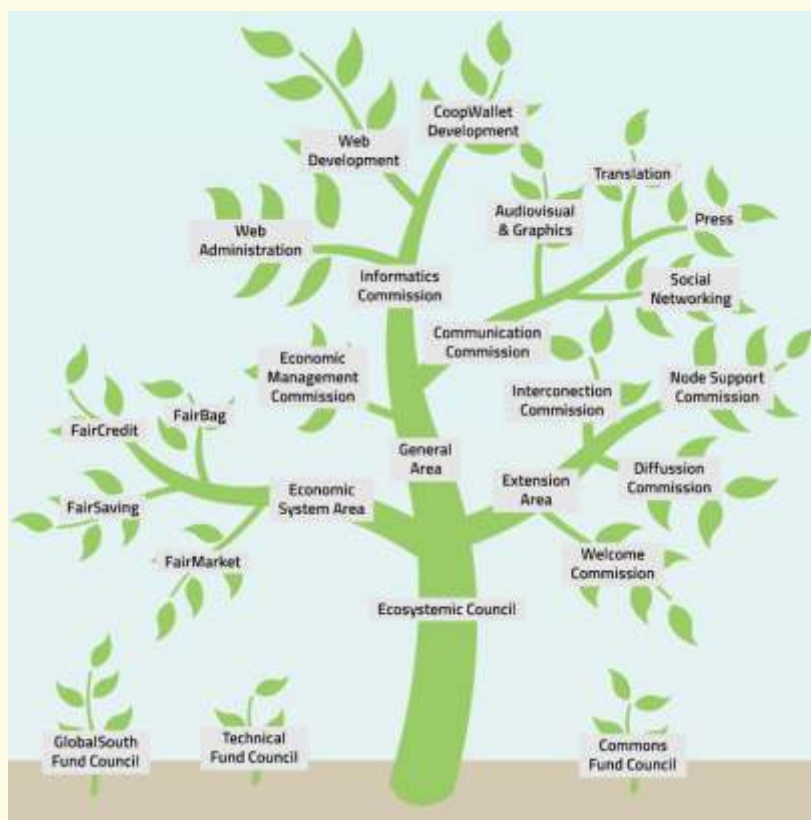 CoopWallet
Development
Web
Development
Translation
Audiovisual
& Graphics
Press
Web
Administration
Informatics
Commission
Social
Networking
Communication
Commission
Economic
Management
Commission
Interconection
Commission
Node Support
Commission
FairBag
FairCredit
General
Area
Diffussion
Commission
Extension
Area
Economic
System Area
FairSaving
FairMarket
Welcome
Commission
Ecosystemic Council
GlobalSouth
Fund Council
Technical
Fund Council
Commons
Fund Council